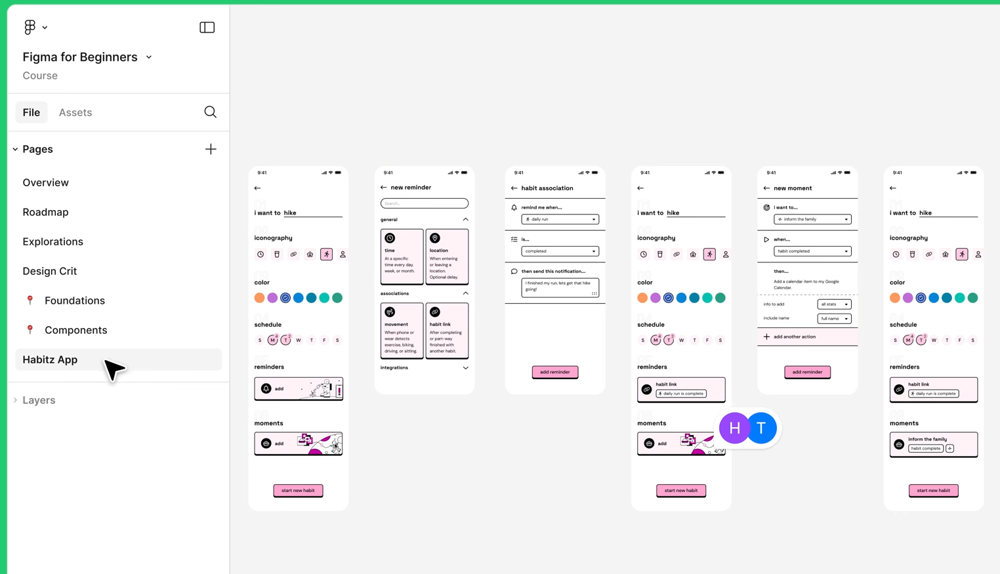 Figma for Beginners
Course
File
Assets
Pages
Overview
Roadmap
Explorations
Design Crit
Foundations
Components
Habitz App
Layers
9:41
i want to hike
iconography
color
schedule
S M 4 T 2 W T F S
reminders
add
moments
add
start new habit
9:41
new reminder
Search...
general
time
At a specific
time every day,
week, or month.
location
When entering
or leaving a
location.
Optional delay.
associations
movement
When phone or
wear detects
exercise, biking,
driving, or sitting.
habit link
After completing
or part-way
finished with
another habit.
integrations
9:41
habit association
remind me when...
daily run
is...
completed
then send this notification...
I finished my run, lets get that hike
going!
add reminder
9:41
i want to hike
iconography
color
schedule
S M 4 T 2 W T F S
reminders
habit link
daily run is complete
moments
add
start new habit
H T
9:41
new moment
i want to...
inform the family
when...
habit completed
then...
Add a calendar item to my Google
Calendar.
info to add
all stats
include name
full name
add another action
add reminder
9:41
i want to hike
iconography
color
schedule
S M 4 T 2 W T F S
reminders
habit link
daily run is complete
moments
inform the family
habit complete
start new habit